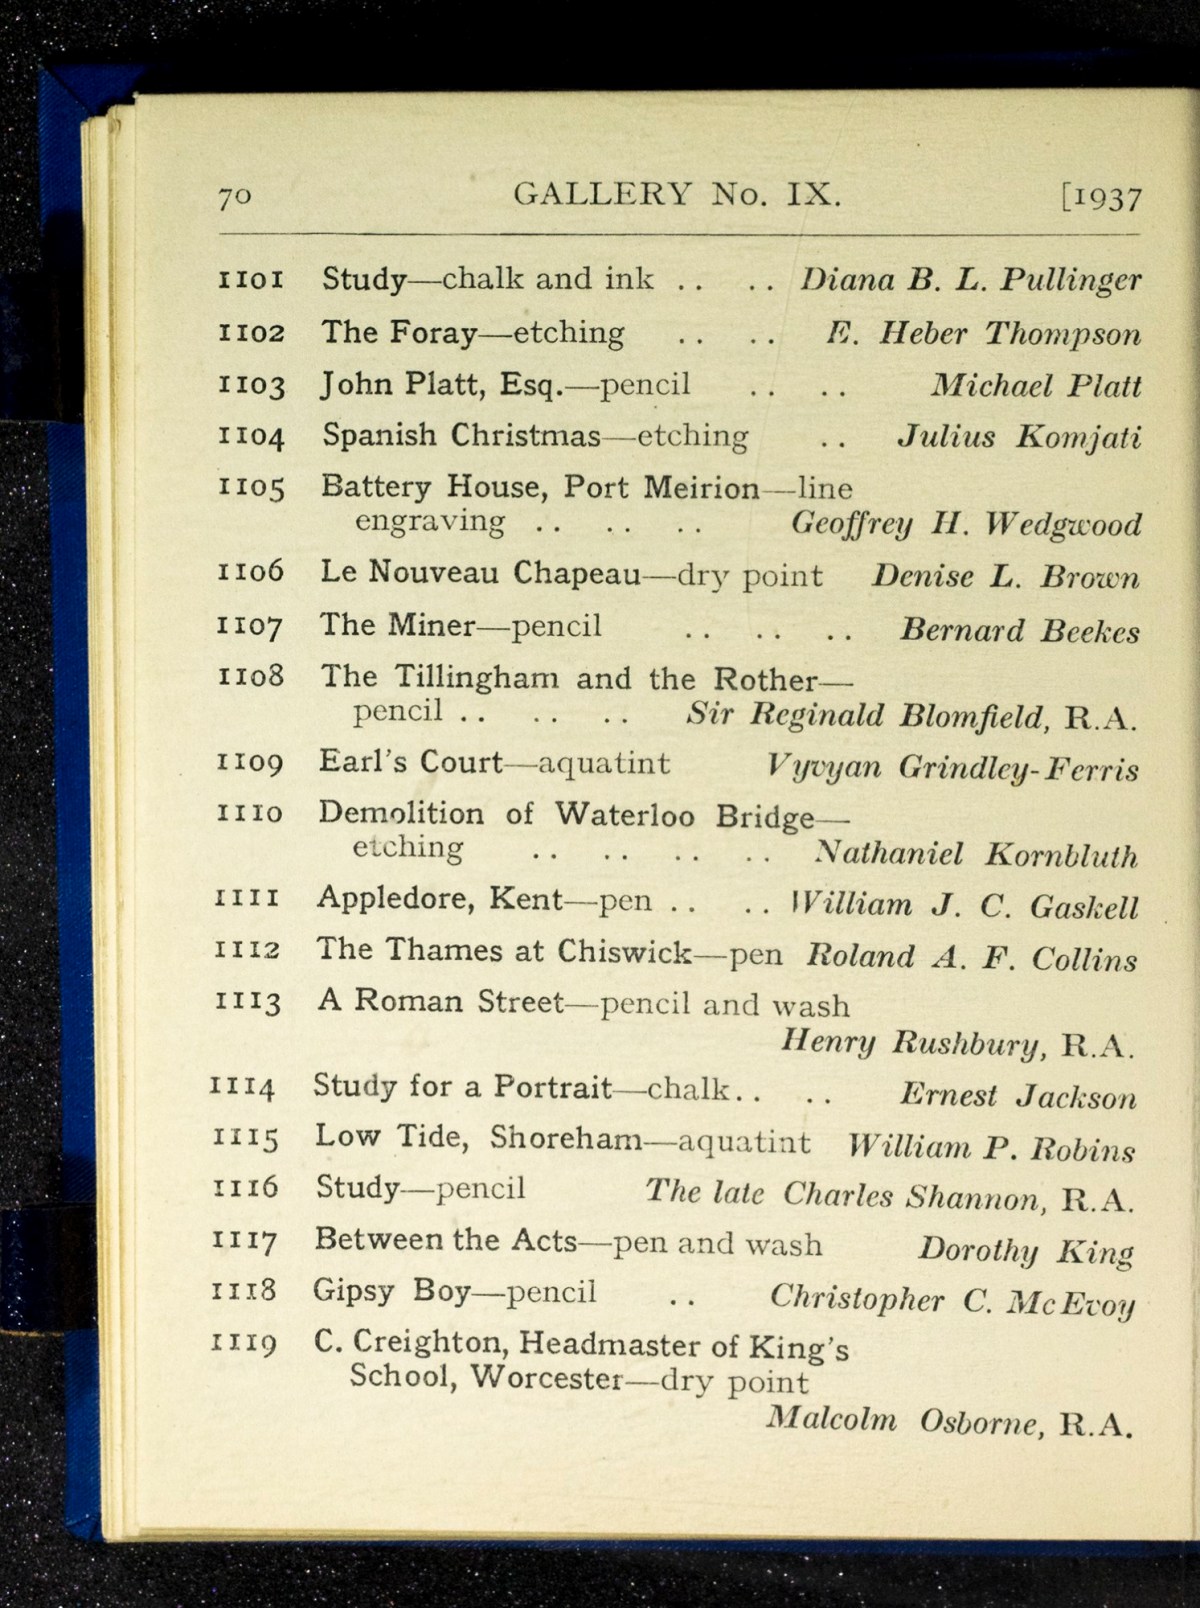 70 GALLERY No. IX. [1937
1101 Study—chalk and ink .. .. Diana B. L. Pullinger
1102 The Foray—etching .. .. E. Heber Thompson
1103 John Platt, Esq.—pencil .. .. Michael Platt
1104 Spanish Christmas—etching .. Julius Komjati
1105 Battery House, Port Meirion—line
engraving .. .. .. Geoffrey H. Wedgwood
1106 Le Nouveau Chapeau—dry point Denise L. Brown
1107 The Miner—pencil .. .. .. Bernard Beekes
1108 The Tillingham and the Rother—
pencil .. .. .. Sir Reginald Blomfield, R.A.
1109 Earl's Court—aquatint Vyvyan Grindley-Ferris
1110 Demolition of Waterloo Bridge—
etching .. .. .. .. Nathaniel Kornbluth
1111 Appledore, Kent—pen .. .. William J. C. Gaskell
1112 The Thames at Chiswick—pen Roland A. F. Collins
1113 A Roman Street—pencil and wash
Henry Rushbury, R.A.
1114 Study for a Portrait—chalk.. .. Ernest Jackson
1115 Low Tide, Shoreham—aquatint William P. Robins
1116 Study—pencil The late Charles Shannon, R.A.
1117 Between the Acts—pen and wash Dorothy King
1118 Gipsy Boy—pencil .. Christopher C. McEvoy
1119 C. Creighton, Headmaster of King's
School, Worcester—dry point
Malcolm Osborne, R.A.